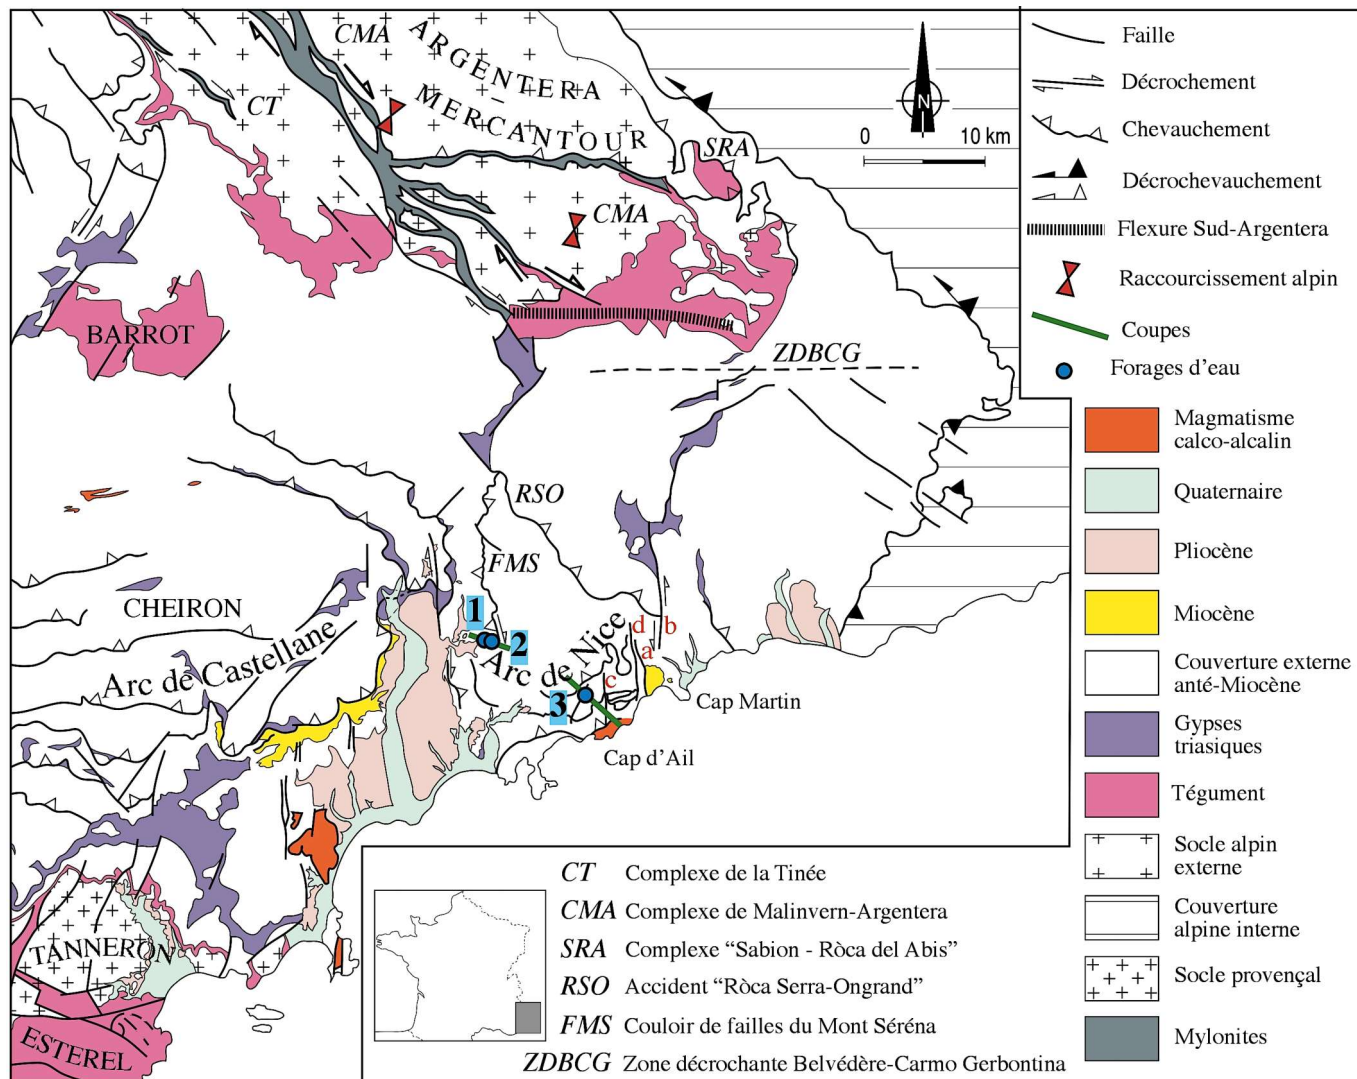 CMA
ARGENTERA
–
MERCANTOUR
CT
SRA
N
0 10 km
CMA
BARROT
ZDBCG
RSO
FMS
CHEIRON
Arc de Castellane
1
2
Arc de Nice
d
b
a
c
3
Cap Martin
Cap d'Ail
TANNERON
ESTEREL
Faille
Décrochement
Chevauchement
Décrochevauchement
Flexure Sud-Argentera
Raccourcissement alpin
Coupes
Forages d'eau
Magmatisme
calco-alcalin
Quaternaire
Pliocène
Miocène
Couverture externe
anté-Miocène
Gypses
triasiques
Tégument
Socle alpin
externe
Couverture
alpine interne
Socle provençal
Mylonites
CT Complexe de la Tinée
CMA Complexe de Malinvern-Argentera
SRA Complexe “Sabion - Ròca del Abis”
RSO Accident “Ròca Serra-Ongrand”
FMS Couloir de failles du Mont Séréna
ZDBCG Zone décrochante Belvédère-Carmo Gerbontina